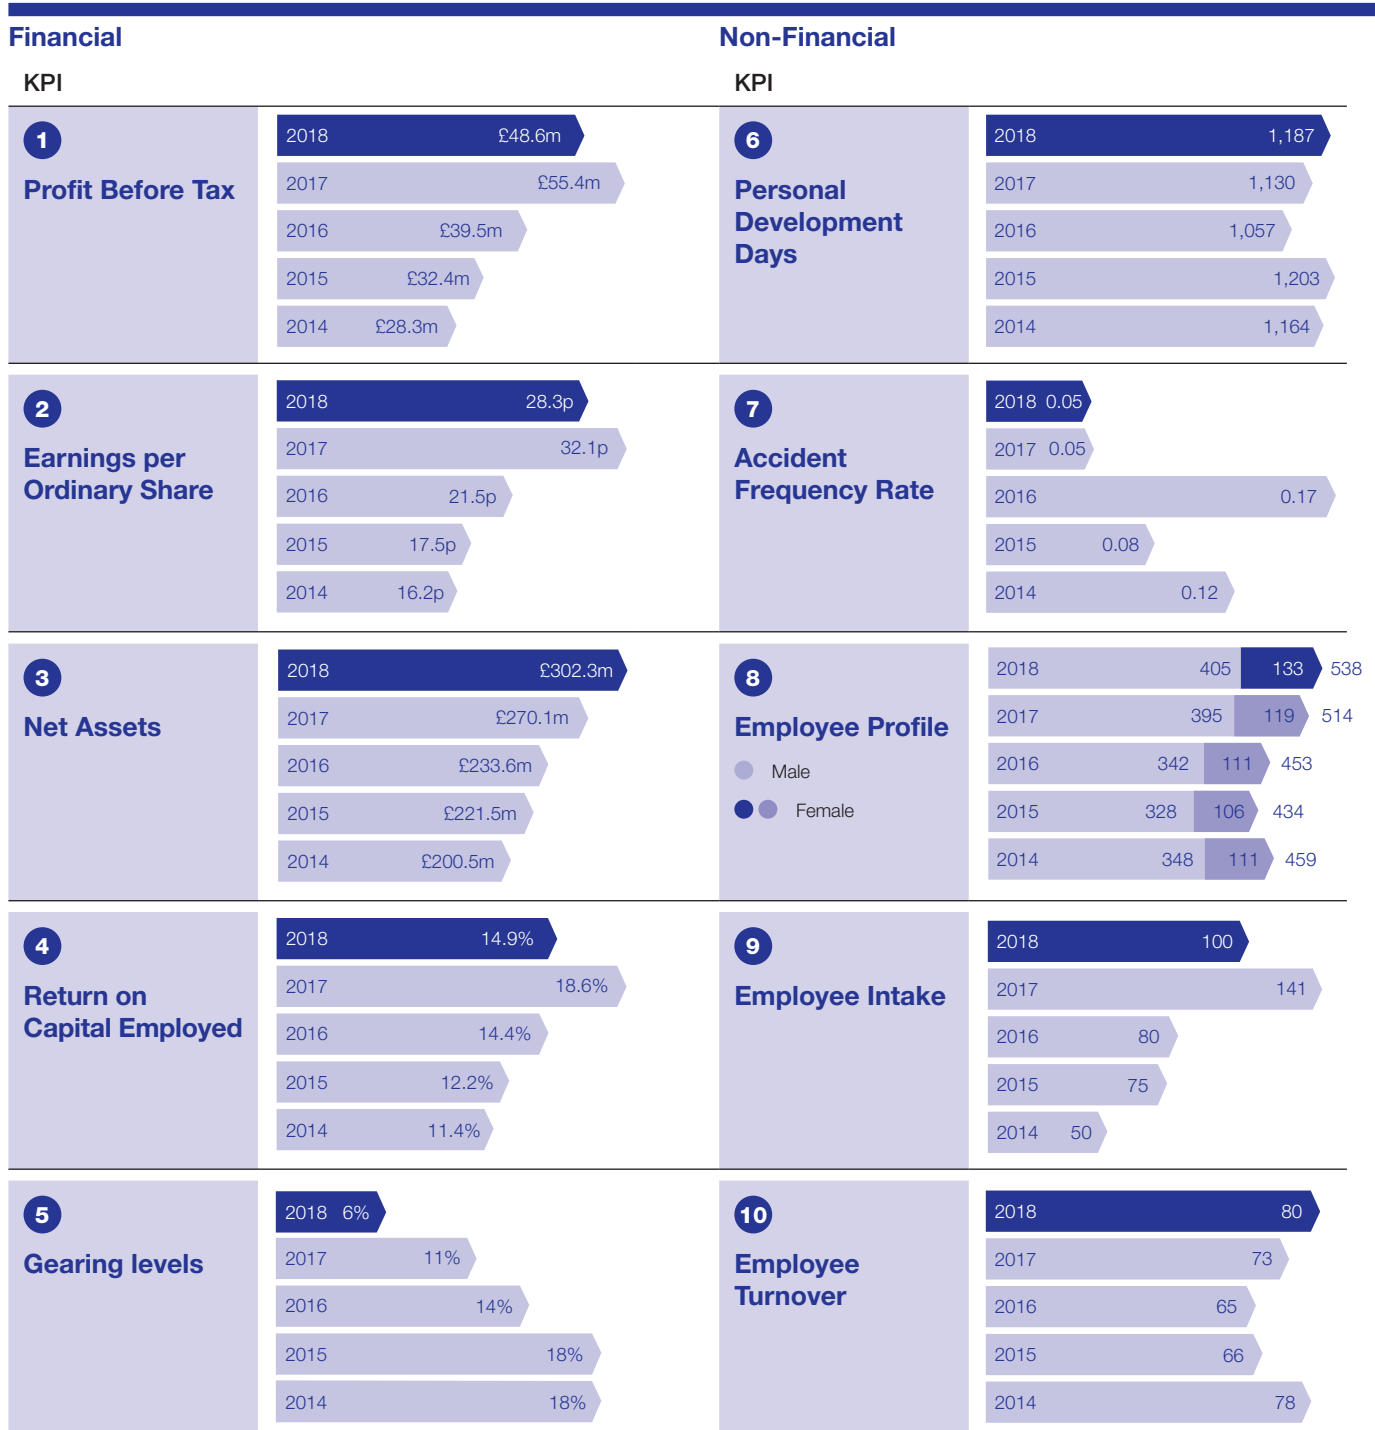 Financial
KPI
1
Profit Before Tax
2018 £48.6m
2017 £55.4m
2016 £39.5m
2015 £32.4m
2014 £28.3m
2
Earnings per
Ordinary Share
2018 28.3p
2017 32.1p
2016 21.5p
2015 17.5p
2014 16.2p
3
Net Assets
2018 £302.3m
2017 £270.1m
2016 £233.6m
2015 £221.5m
2014 £200.5m
4
Return on
Capital Employed
2018 14.9%
2017 18.6%
2016 14.4%
2015 12.2%
2014 11.4%
5
Gearing levels
2018 6%
2017 11%
2016 14%
2015 18%
2014 18%
Non-Financial
KPI
6
Personal
Development
Days
2018 1,187
2017 1,130
2016 1,057
2015 1,203
2014 1,164
7
Accident
Frequency Rate
2018 0.05
2017 0.05
2016 0.17
2015 0.08
2014 0.12
8
Employee Profile
Male
Female
2018 405 133 538
2017 395 119 514
2016 342 111 453
2015 328 106 434
2014 348 111 459
9
Employee Intake
2018 100
2017 141
2016 80
2015 75
2014 50
10
Employee
Turnover
2018 80
2017 73
2016 65
2015 66
2014 78